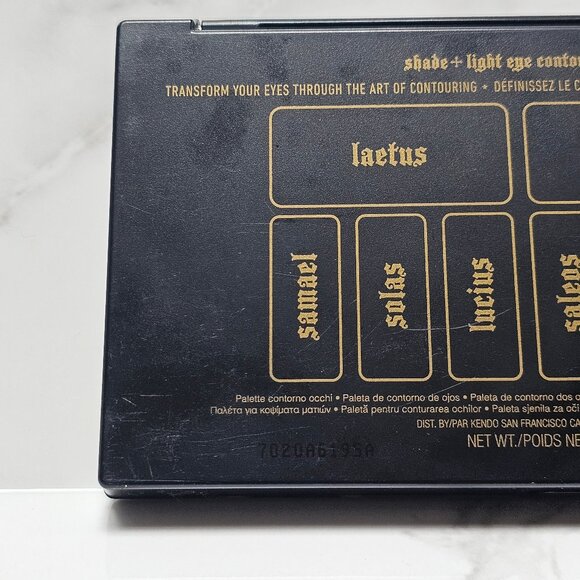 shade + light eye contou
TRANSFORM YOUR EYES THROUGH THE ART OF CONTOURING ★ DÉFINISSEZ LE C
laetus
samael
solas
lucius
saleos
Palette contorno occhi • Paleta de contorno de ojos • Paleta de contorno dos o
Παλέτα για κοψίματα ματιών • Paletă pentru conturarea ochilor • Paleta sjenila za oči
DIST. BY/PAR KENDO SAN FRANCISCO CA
NET WT./POIDS NE
7020A6195A